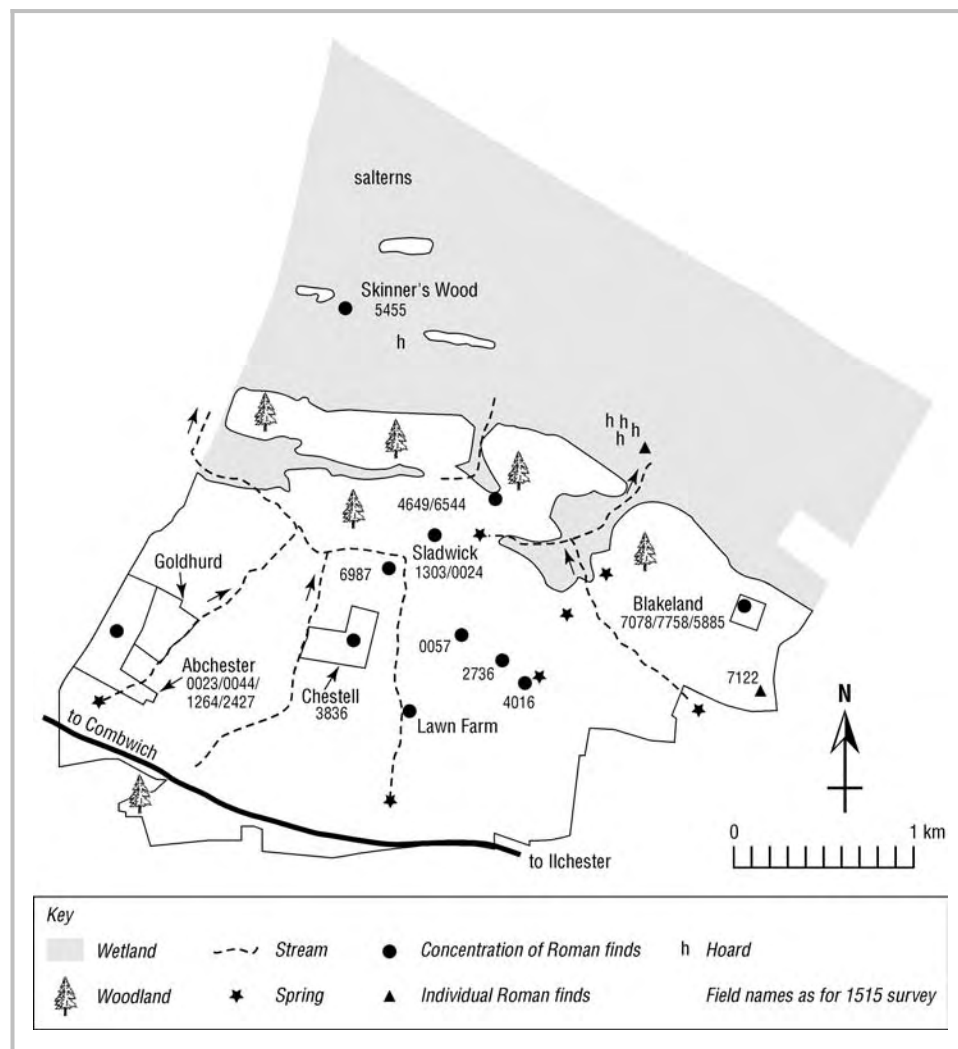 salterns
Skinner's Wood
5455
h
h h
h h
4649/6544
Sladwick
1303/0024
Goldhurd
6987
Blakeland
7078/7758/5885
0057
Abchester
0023/0044/
1264/2427
2736
7122
Chestell
3836
4016
N
Lawn Farm
to Combwich
0 1 km
to Ilchester
Key
Wetland Stream Concentration of Roman finds h Hoard
Woodland Spring Individual Roman finds Field names as for 1515 survey